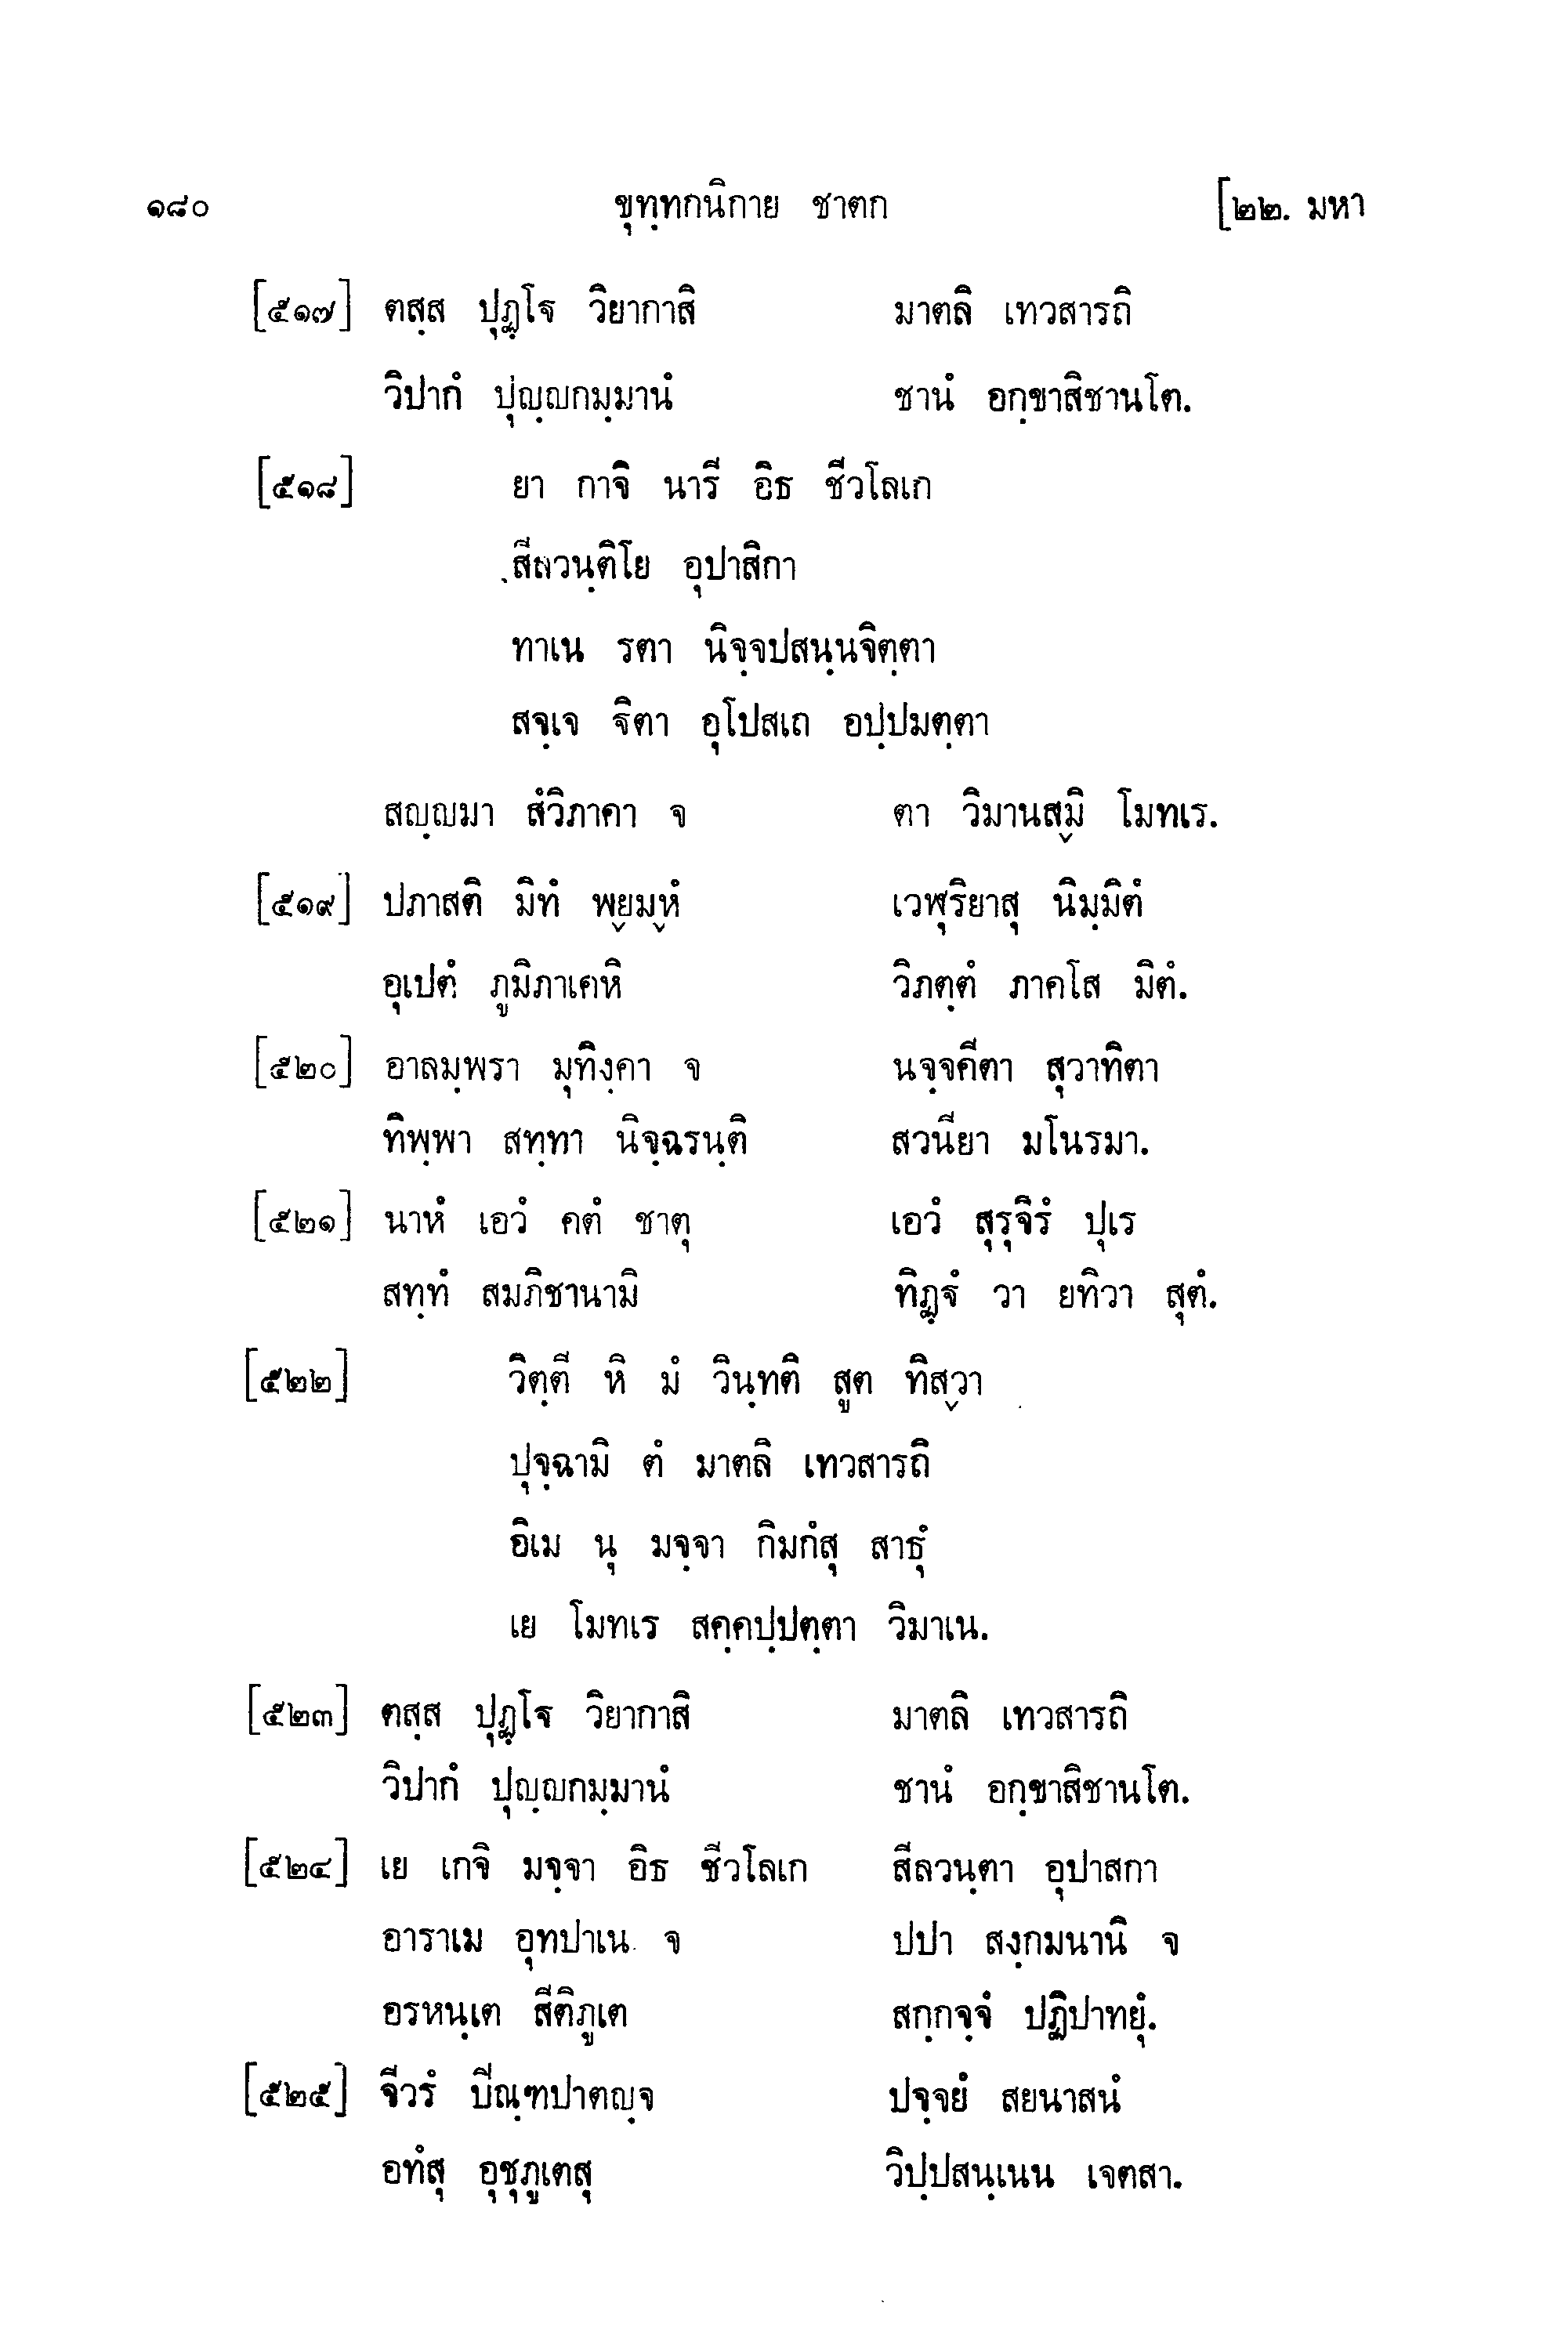 ๑๘๐ ขุทฺทกนิกาย ชาตก [๒๒. มหา
[๕๑๗] ตสฺส ปุฏฺโฐ วิยากาสิ มาตลิ เทวสารถิ
วิปากํ ปุญฺญกมฺมานํ ชานํ อกฺขาสิชานโต.
[๕๑๘] ยา กาจิ นารี อิธ ชีวโลเก
สีลวนฺติโย อุปาสิกา
ทาเน รตา นิจฺจปสนฺนจิตฺตา
สจฺเจ ฐิตา อุโปสเถ อปฺปมตฺตา
สญฺญมา สํวิภาคา จ ตา วิมานสฺมิ โมทเร.
[๕๑๙] ปภาสติ มิทํ พฺยมฺหํ เวฬุริยาสุ นิมฺมิตํ
อุเปตํ ภูมิภาเคหิ วิภตฺตํ ภาคโส มิตํ.
[๕๒๐] อาลมฺพรา มุทิงฺคา จ นจฺจคีตา สุวาทิตา
ทิพฺพา สทฺทา นิจฺฉรนฺติ สวนียา มโนรมา.
[๕๒๑] นาหํ เอวํ คตํ ชาตุ เอวํ สุรุจิรํ ปุเร
สทฺทํ สมภิชานามิ ทิฏฺฐํ วา ยทิวา สุตํ.
[๕๒๒] วิตฺตี หิ มํ วินฺทติ สูต ทิสฺวา
ปุจฺฉามิ ตํ มาตลิ เทวสารถิ
อิเม นุ มจฺจา กิมกํสุ สาธุํ
เย โมทเร สคฺคปฺปตฺตา วิมาเน.
[๕๒๓] ตสฺส ปุฏฺโฐ วิยากาสิ มาตลิ เทวสารถิ
วิปากํ ปุญฺญกมฺมานํ ชานํ อกฺขาสิชานโต.
[๕๒๔] เย เกจิ มจฺจา อิธ ชีวโลเก สีลวนฺตา อุปาสกา
อาราเม อุทปาเน จ ปปา สงฺกมนานิ จ
อรหนฺเต สีติภูเต สกฺกจฺจํ ปฏิปาทยุํ.
[๕๒๕] จีวรํ ปิณฺฑปาตญฺจ ปจฺจยํ สยนาสนํ
อทํสุ อุชุภูเตสุ วิปฺปสนฺเนน เจตสา.